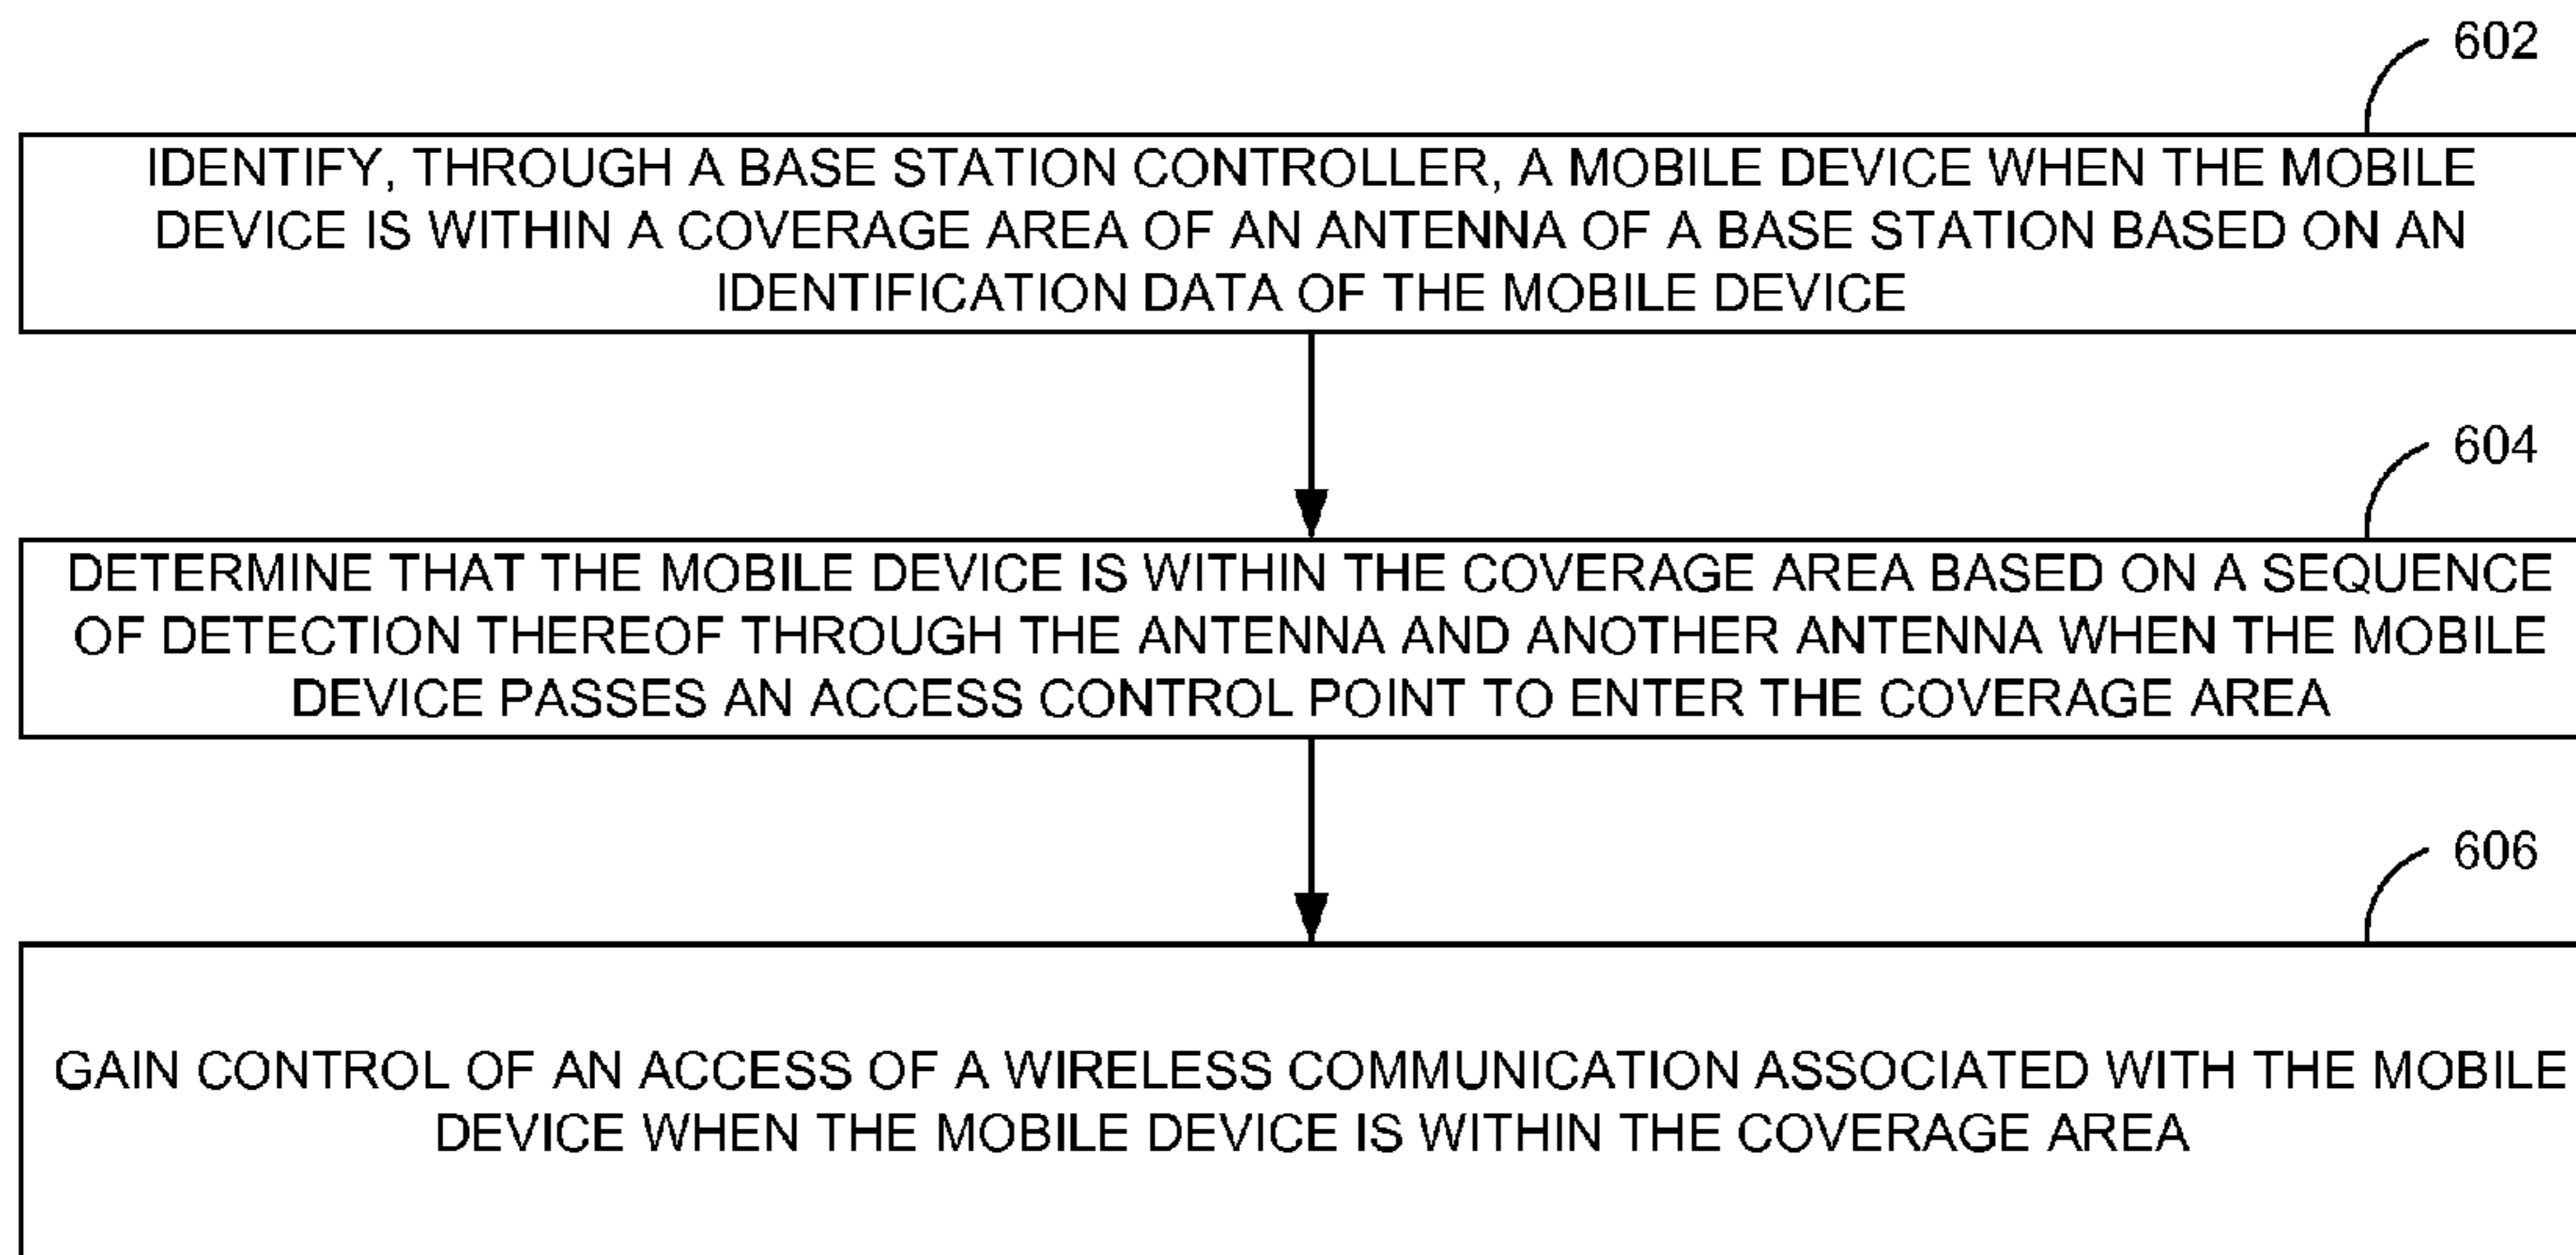 602
IDENTIFY, THROUGH A BASE STATION CONTROLLER, A MOBILE DEVICE WHEN THE MOBILE
DEVICE IS WITHIN A COVERAGE AREA OF AN ANTENNA OF A BASE STATION BASED ON AN
IDENTIFICATION DATA OF THE MOBILE DEVICE
604
DETERMINE THAT THE MOBILE DEVICE IS WITHIN THE COVERAGE AREA BASED ON A SEQUENCE
OF DETECTION THEREOF THROUGH THE ANTENNA AND ANOTHER ANTENNA WHEN THE MOBILE
DEVICE PASSES AN ACCESS CONTROL POINT TO ENTER THE COVERAGE AREA
606
GAIN CONTROL OF AN ACCESS OF A WIRELESS COMMUNICATION ASSOCIATED WITH THE MOBILE
DEVICE WHEN THE MOBILE DEVICE IS WITHIN THE COVERAGE AREA